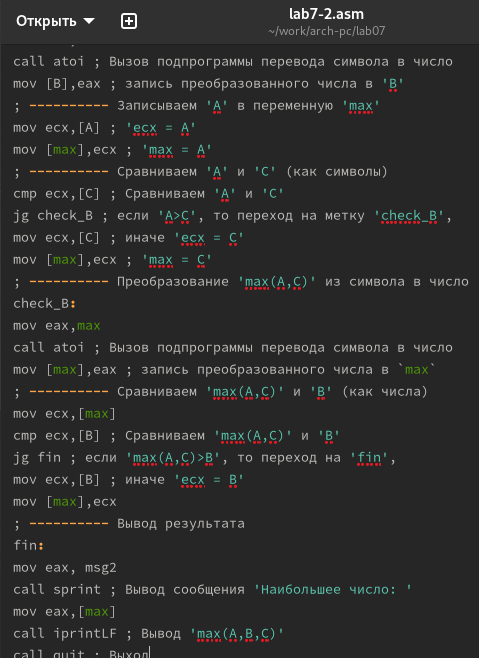 Открыть
lab7-2.asm
~/work/arch-pc/lab07
call atoi ; Вызов подпрограммы перевода символа в число
mov [B],eax ; запись преобразованного числа в 'B'
; ---------- Записываем 'A' в переменную 'max'
mov ecx,[A] ; 'ecx = A'
mov [max],ecx ; 'max = A'
; ---------- Сравниваем 'A' и 'С' (как символы)
cmp ecx,[C] ; Сравниваем 'A' и 'С'
jg check_B ; если 'A>C', то переход на метку 'check_B',
mov ecx,[C] ; иначе 'ecx = C'
mov [max],ecx ; 'max = C'
; ---------- Преобразование 'max(A,C)' из символа в число
check_B:
mov eax,max
call atoi ; Вызов подпрограммы перевода символа в число
mov [max],eax ; запись преобразованного числа в `max`
; ---------- Сравниваем 'max(A,C)' и 'B' (как числа)
mov ecx,[max]
cmp ecx,[B] ; Сравниваем 'max(A,C)' и 'B'
jg fin ; если 'max(A,C)>B', то переход на 'fin',
mov ecx,[B] ; иначе 'ecx = B'
mov [max],ecx
; ---------- Вывод результата
fin:
mov eax, msg2
call sprint ; Вывод сообщения 'Наибольшее число: '
mov eax,[max]
call iprintLF ; Вывод 'max(A,B,C)'
call quit ; Выход